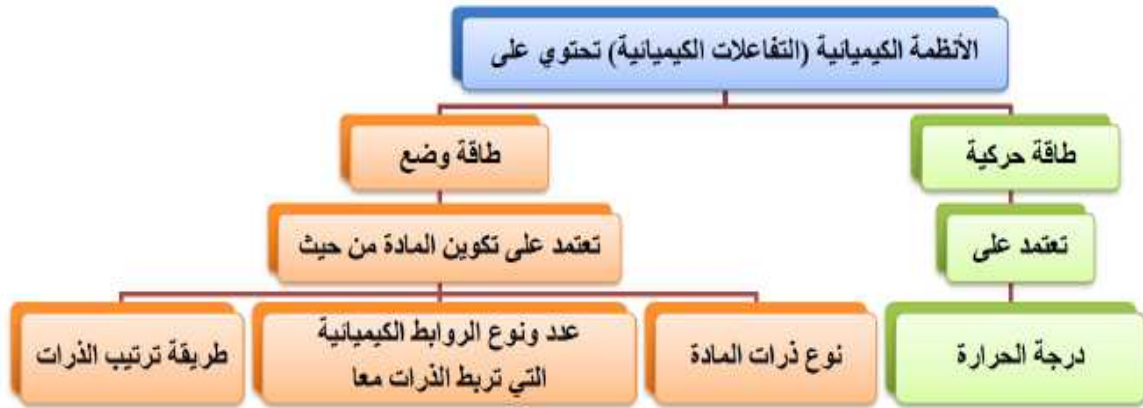 الأنظمة الكيميائية (التفاعلات الكيميائية) تحتوي على
طاقة حركية
طاقة وضع
تعتمد على
تعتمد على تكوين المادة من حيث
درجة الحرارة
نوع ذرات المادة
عدد ونوع الروابط الكيميائية
التي تربط الذرات معا
طريقة ترتيب الذرات